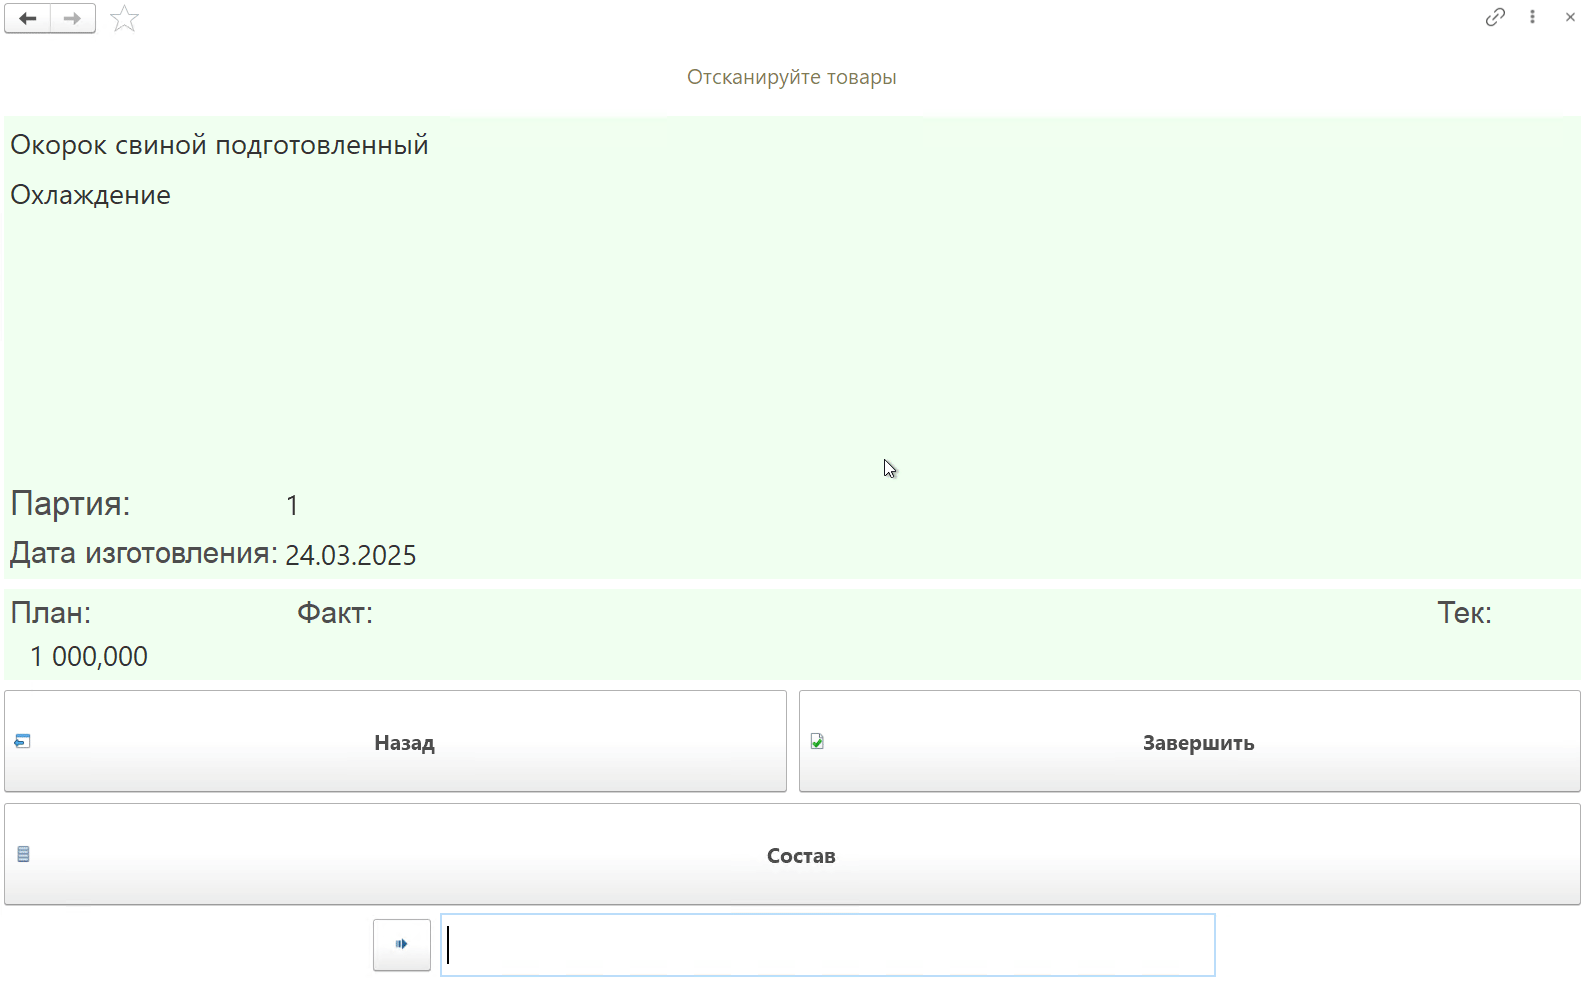 Отсканируйте товары
Окорок свиной подготовленный
Охлаждение
Партия: 1
Дата изготовления: 24.03.2025
План: Факт: Тек:
1 000,000
Назад Завершить
Состав